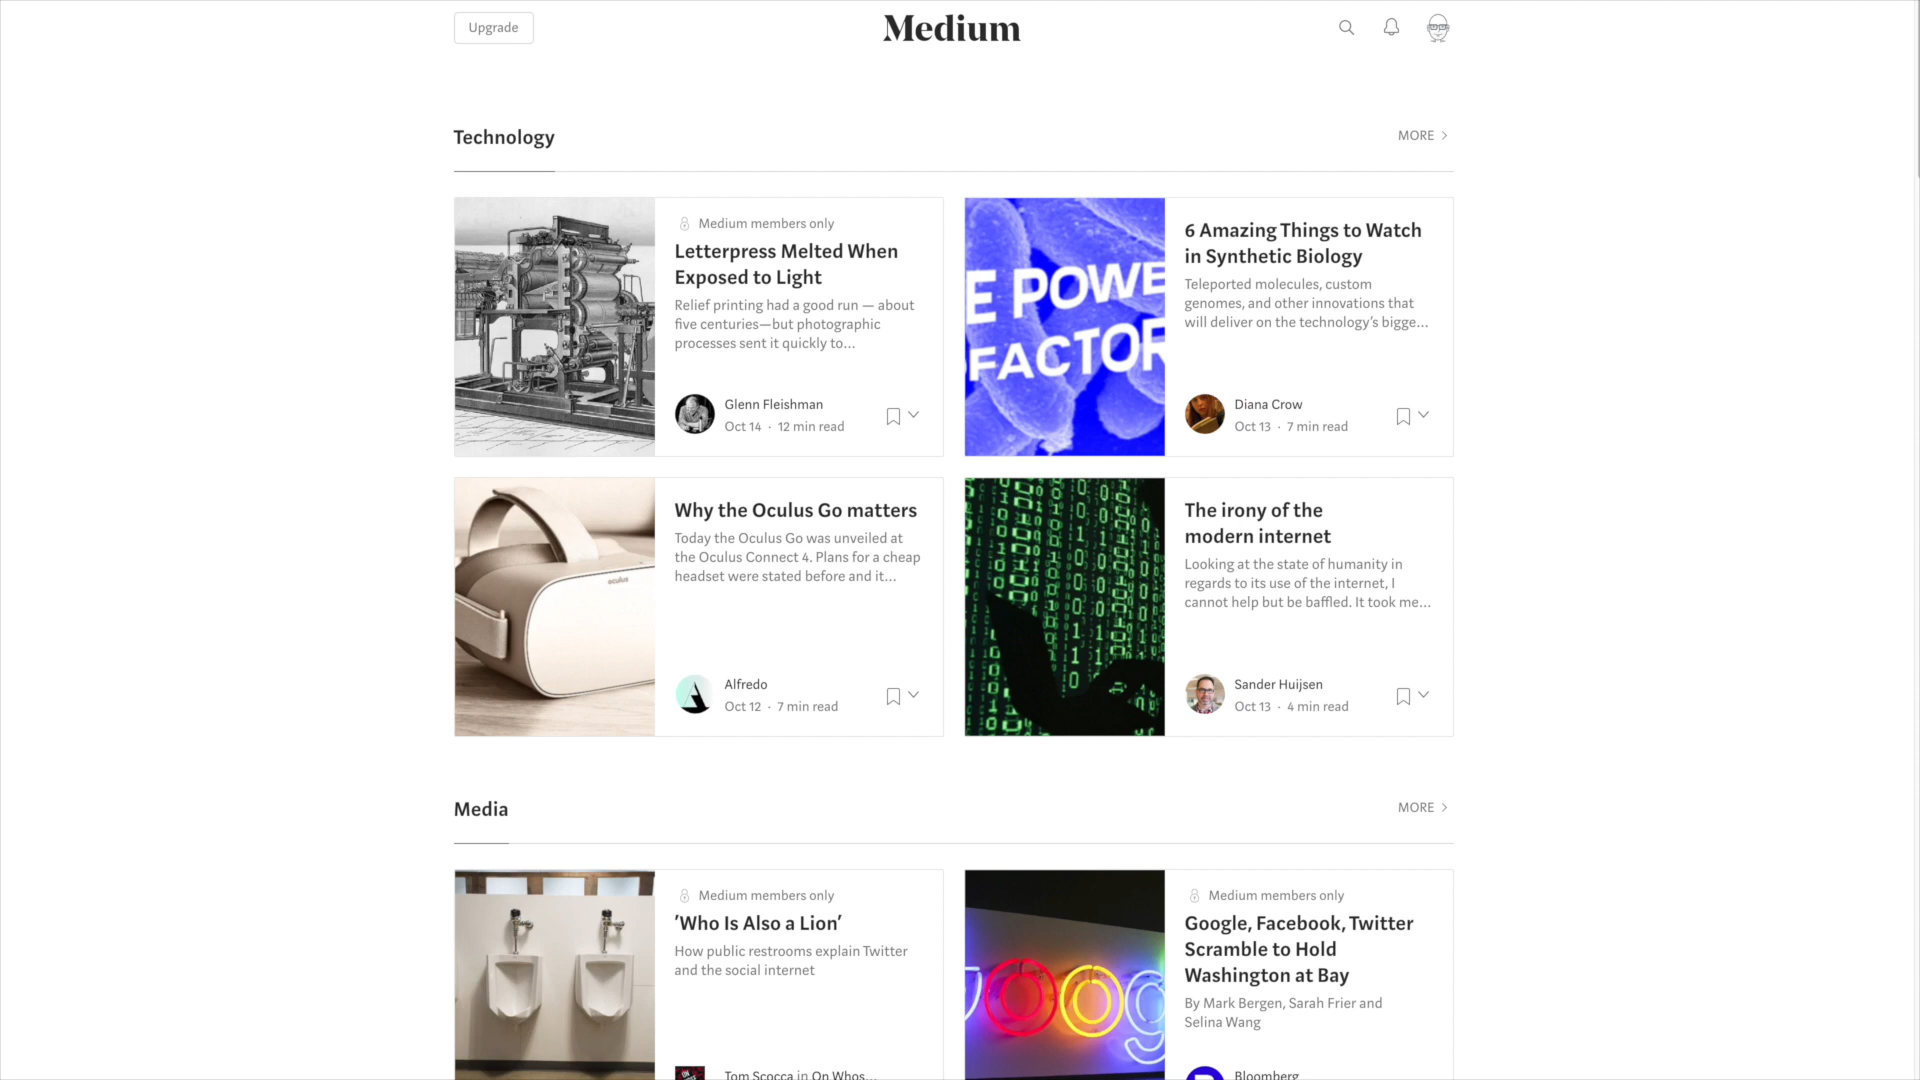 Upgrade
Medium
Technology
MORE
Medium members only
Letterpress Melted When
Exposed to Light
Relief printing had a good run — about
five centuries—but photographic
processes sent it quickly to...
Glenn Fleishman
Oct 14 · 12 min read
E POWE
FACTOR
6 Amazing Things to Watch
in Synthetic Biology
Teleported molecules, custom
genomes, and other innovations that
will deliver on the technology's bigge...
Diana Crow
Oct 13 · 7 min read
oculus
Why the Oculus Go matters
Today the Oculus Go was unveiled at
the Oculus Connect 4. Plans for a cheap
headset were stated before and it...
Alfredo
Oct 12 · 7 min read
The irony of the
modern internet
Looking at the state of humanity in
regards to its use of the internet, I
cannot help but be baffled. It took me...
Sander Huijsen
Oct 13 · 4 min read
Media
MORE
Medium members only
'Who Is Also a Lion'
How public restrooms explain Twitter
and the social internet
Tom Scocca in On Whos...
Medium members only
Google, Facebook, Twitter
Scramble to Hold
Washington at Bay
By Mark Bergen, Sarah Frier and
Selina Wang
Bloomberg